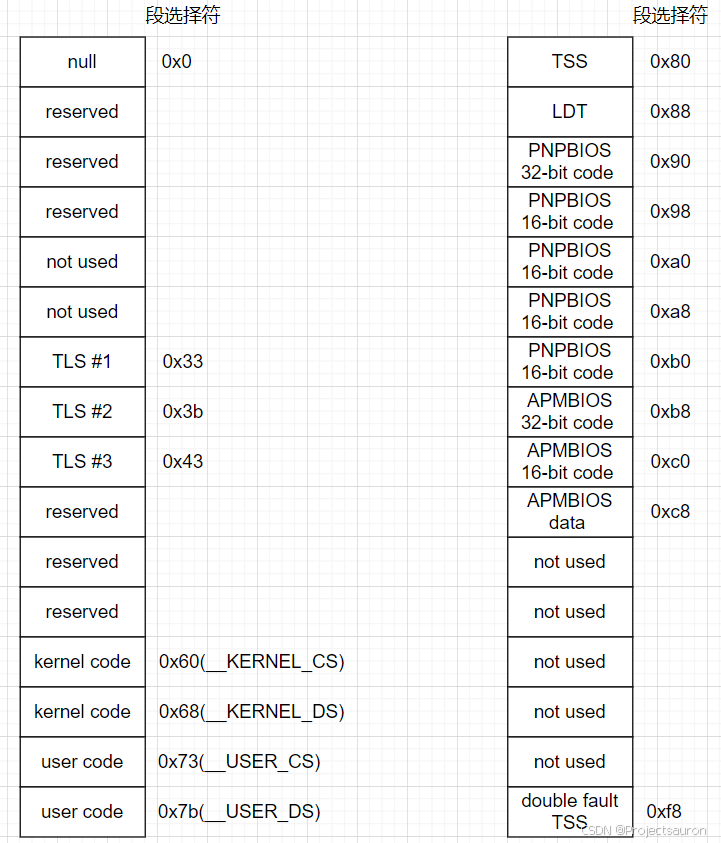 段选择符
null 0x0
reserved
reserved
reserved
not used
not used
TLS #1 0x33
TLS #2 0x3b
TLS #3 0x43
reserved
reserved
reserved
kernel code 0x60(__KERNEL_CS)
kernel code 0x68(__KERNEL_DS)
user code 0x73(__USER_CS)
user code 0x7b(__USER_DS)
段选择符
TSS 0x80
LDT 0x88
PNPBIOS
32-bit code 0x90
PNPBIOS
16-bit code 0x98
PNPBIOS
16-bit code 0xa0
PNPBIOS
16-bit code 0xa8
PNPBIOS
16-bit code 0xb0
APMBIOS
32-bit code 0xb8
APMBIOS
16-bit code 0xc0
APMBIOS
data 0xc8
not used
not used
not used
not used
not used
double fault
TSS 0xf8
CSDN @Projectsauron